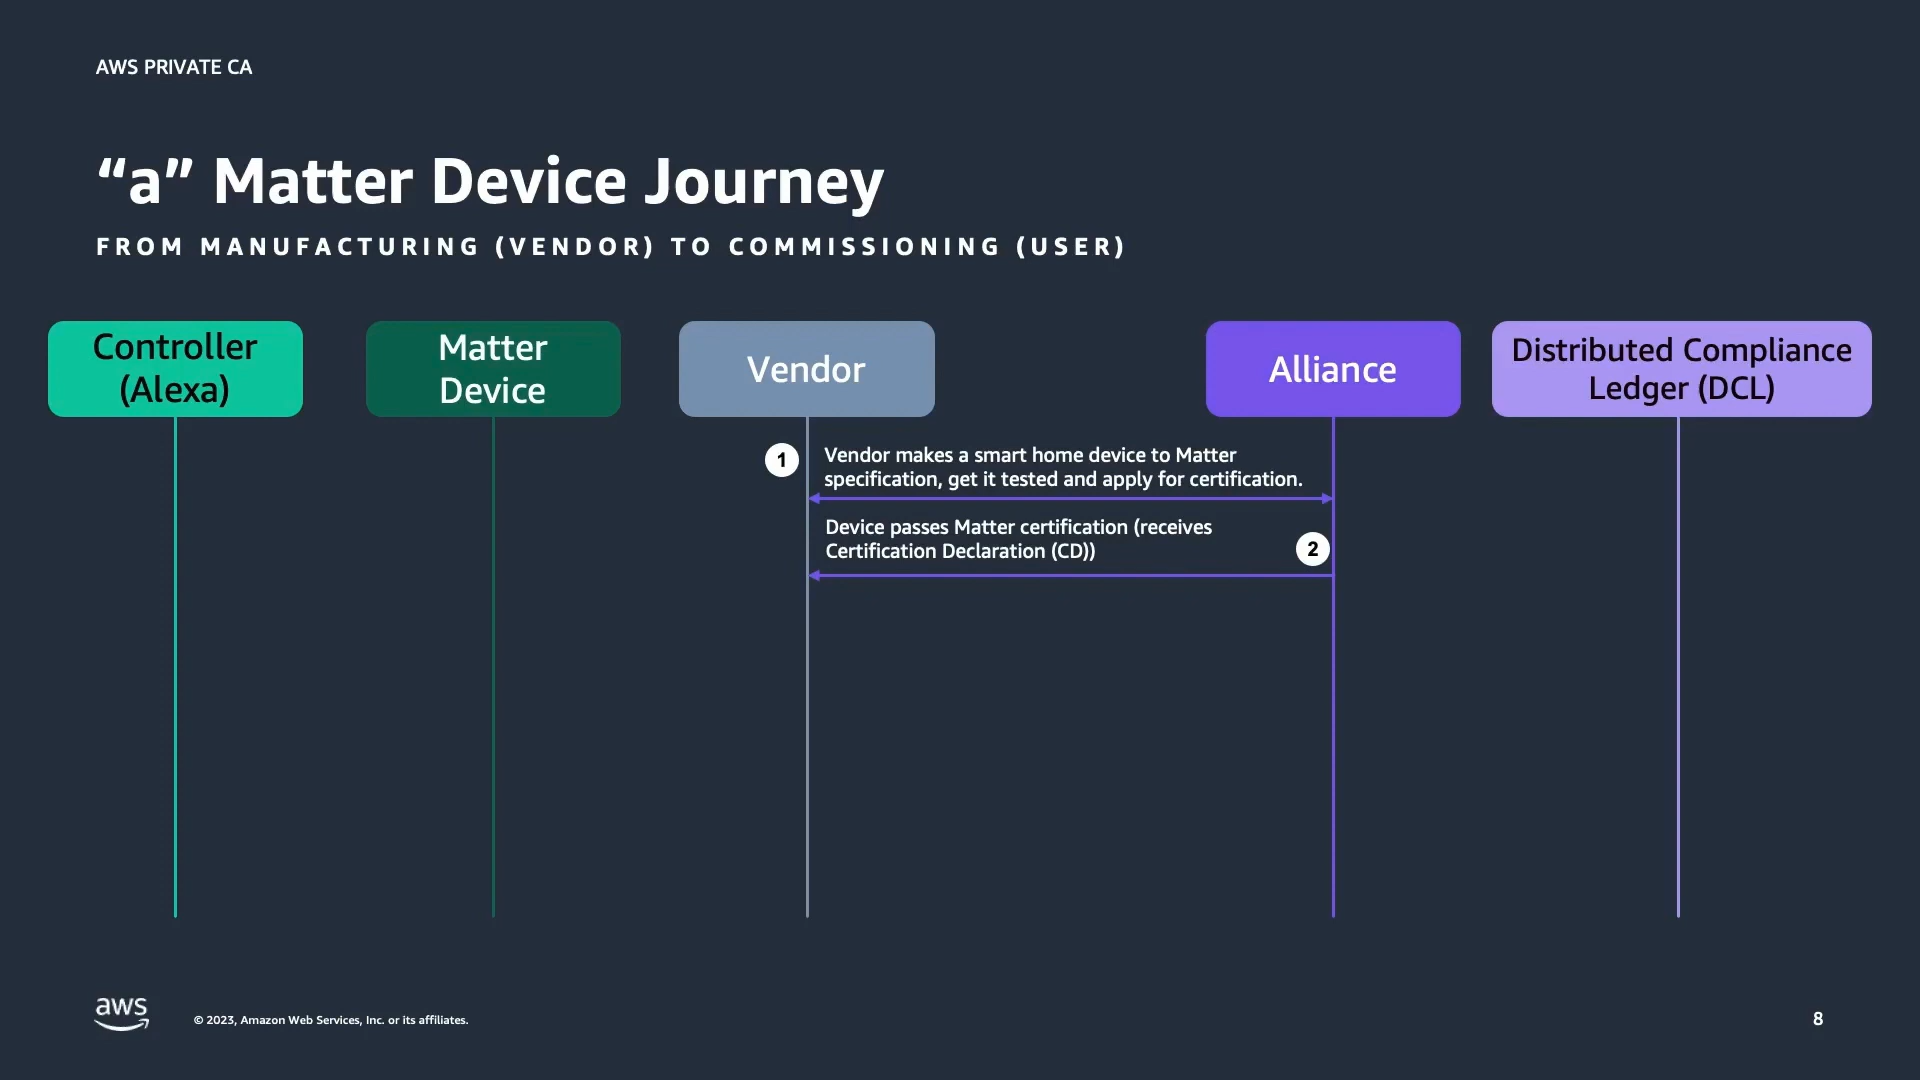 AWS PRIVATE CA
“a” Matter Device Journey
FROM MANUFACTURING (VENDOR) TO COMMISSIONING (USER)
Controller
(Alexa)
Matter
Device
Vendor
Alliance
Distributed Compliance
Ledger (DCL)
1
Vendor makes a smart home device to Matter
specification, get it tested and apply for certification.
Device passes Matter certification (receives
Certification Declaration (CD))
2
aws
© 2023, Amazon Web Services, Inc. or its affiliates.
8